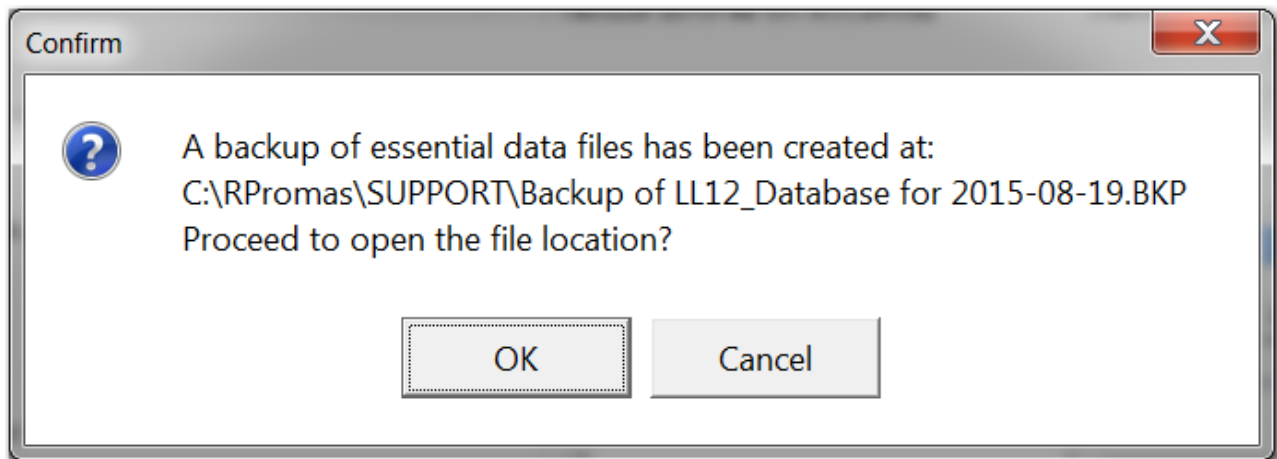 Confirm
A backup of essential data files has been created at:
C:\RPromas\SUPPORT\Backup of LL12_Database for 2015-08-19.BKP
Proceed to open the file location?
OK
Cancel